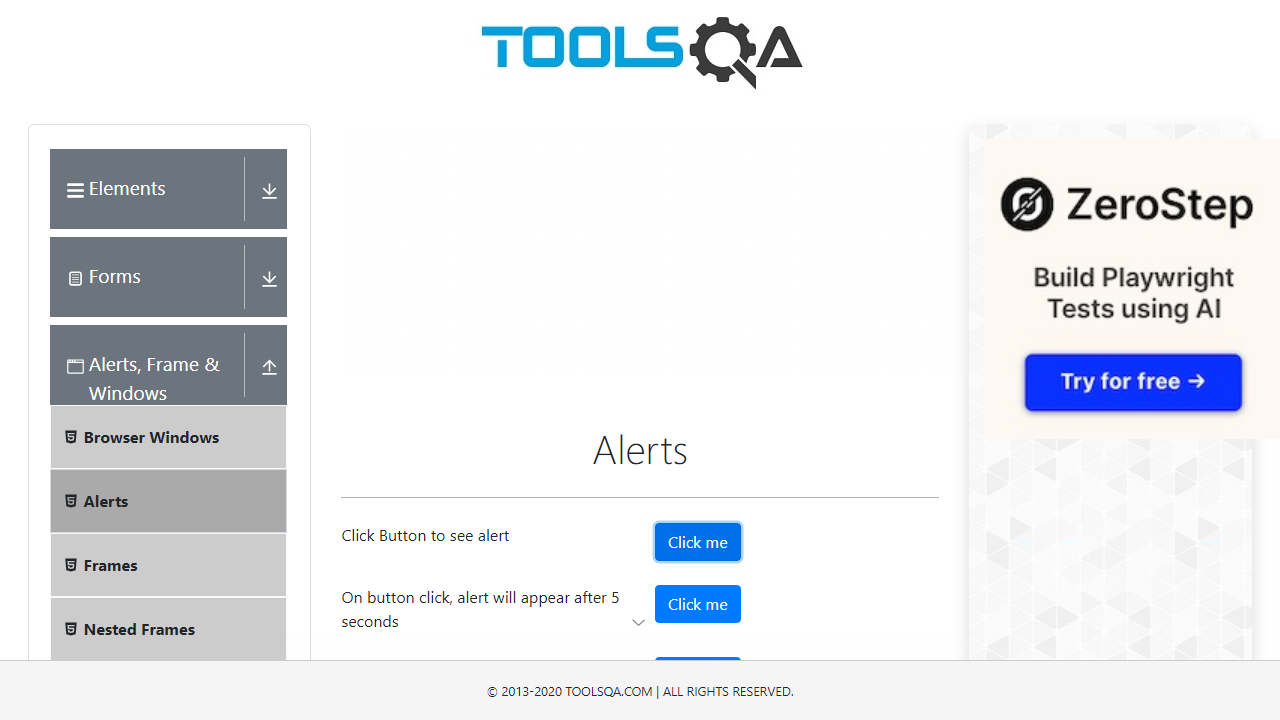 TOOLSQA
Elements
Forms
Alerts, Frame &
Windows
Browser Windows
Alerts
Frames
Nested Frames
Alerts
Click Button to see alert
Click me
On button click, alert will appear after 5
seconds
Click me
ZeroStep
Build Playwright
Tests using AI
Try for free →
© 2013-2020 TOOLSQA.COM | ALL RIGHTS RESERVED.